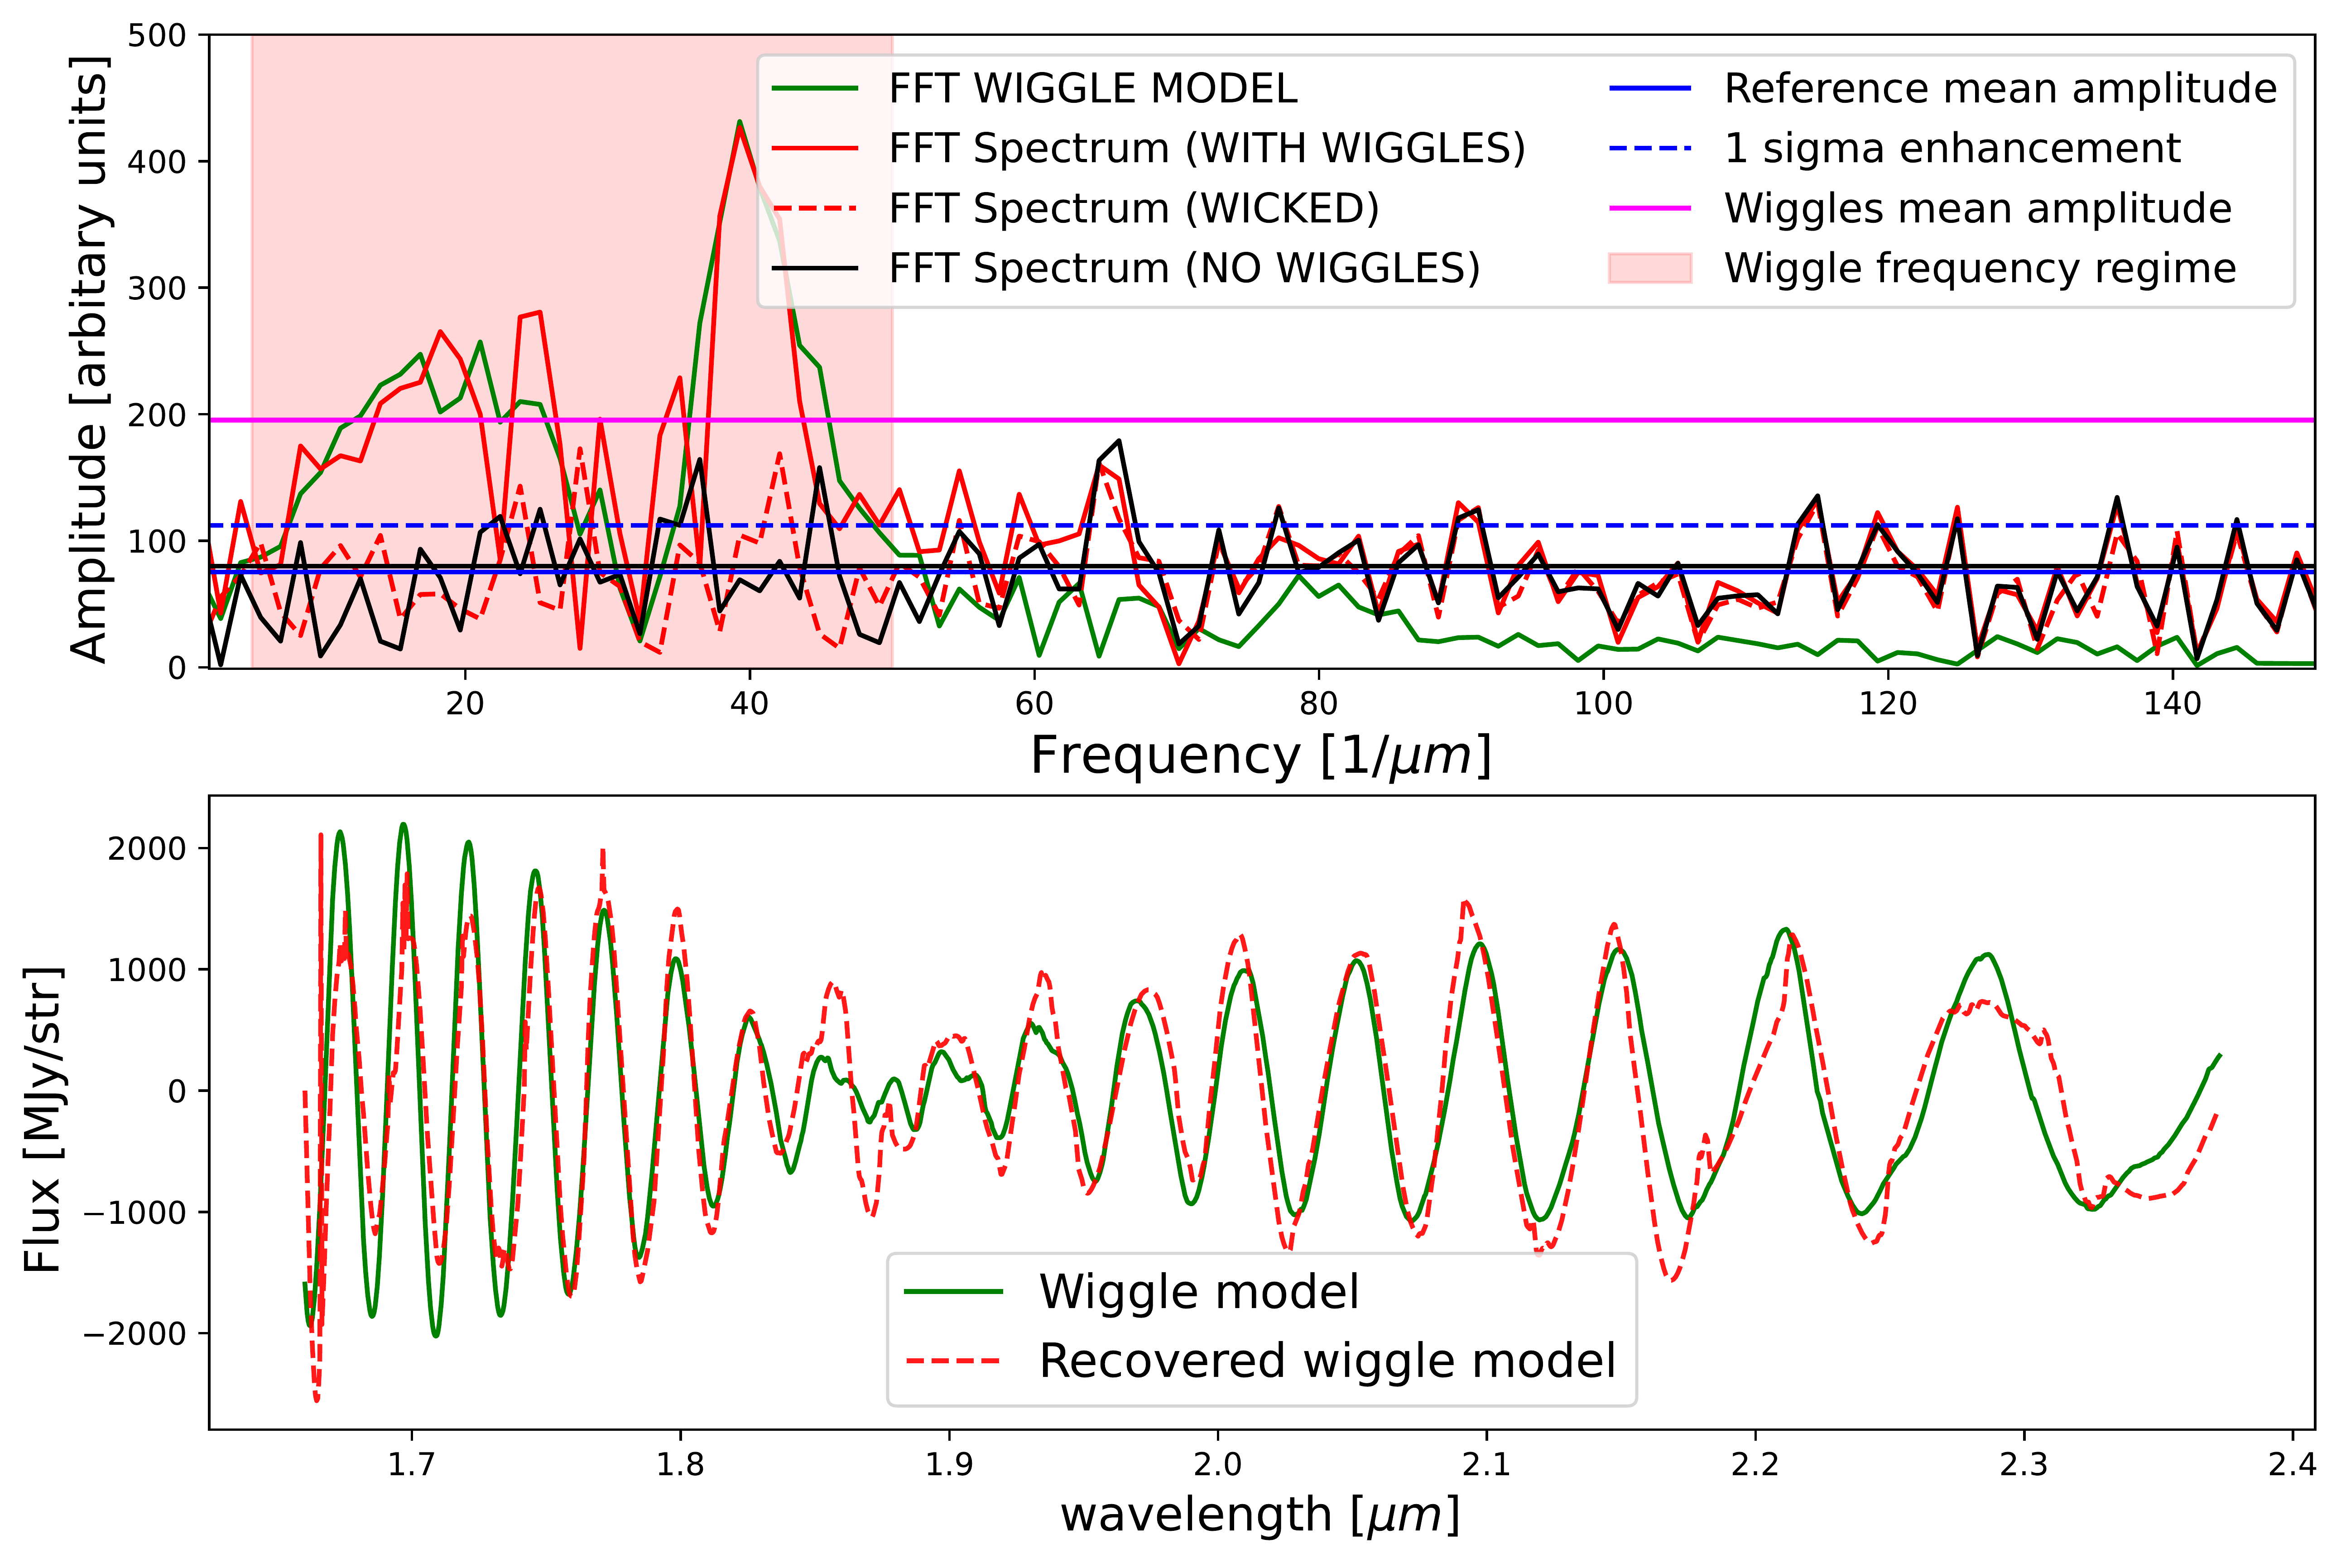 500
400
300
200
100
0
Amplitude [arbitary units]
FFT WIGGLE MODEL
FFT Spectrum (WITH WIGGLES)
FFT Spectrum (WICKED)
FFT Spectrum (NO WIGGLES)
Reference mean amplitude
1 sigma enhancement
Wiggles mean amplitude
Wiggle frequency regime
20 40 60 80 100 120 140
Frequency [1/μm]
2000
1000
0
−1000
−2000
Flux [MJy/str]
Wiggle model
Recovered wiggle model
1.7 1.8 1.9 2.0 2.1 2.2 2.3 2.4
wavelength [μm]